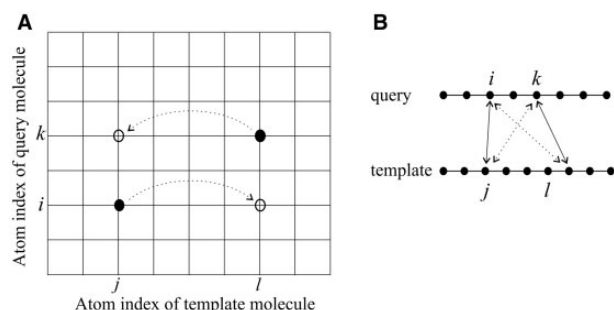 A
Atom index of query molecule
k
i
j
l
Atom index of template molecule
B
i
k
query
template
j
l